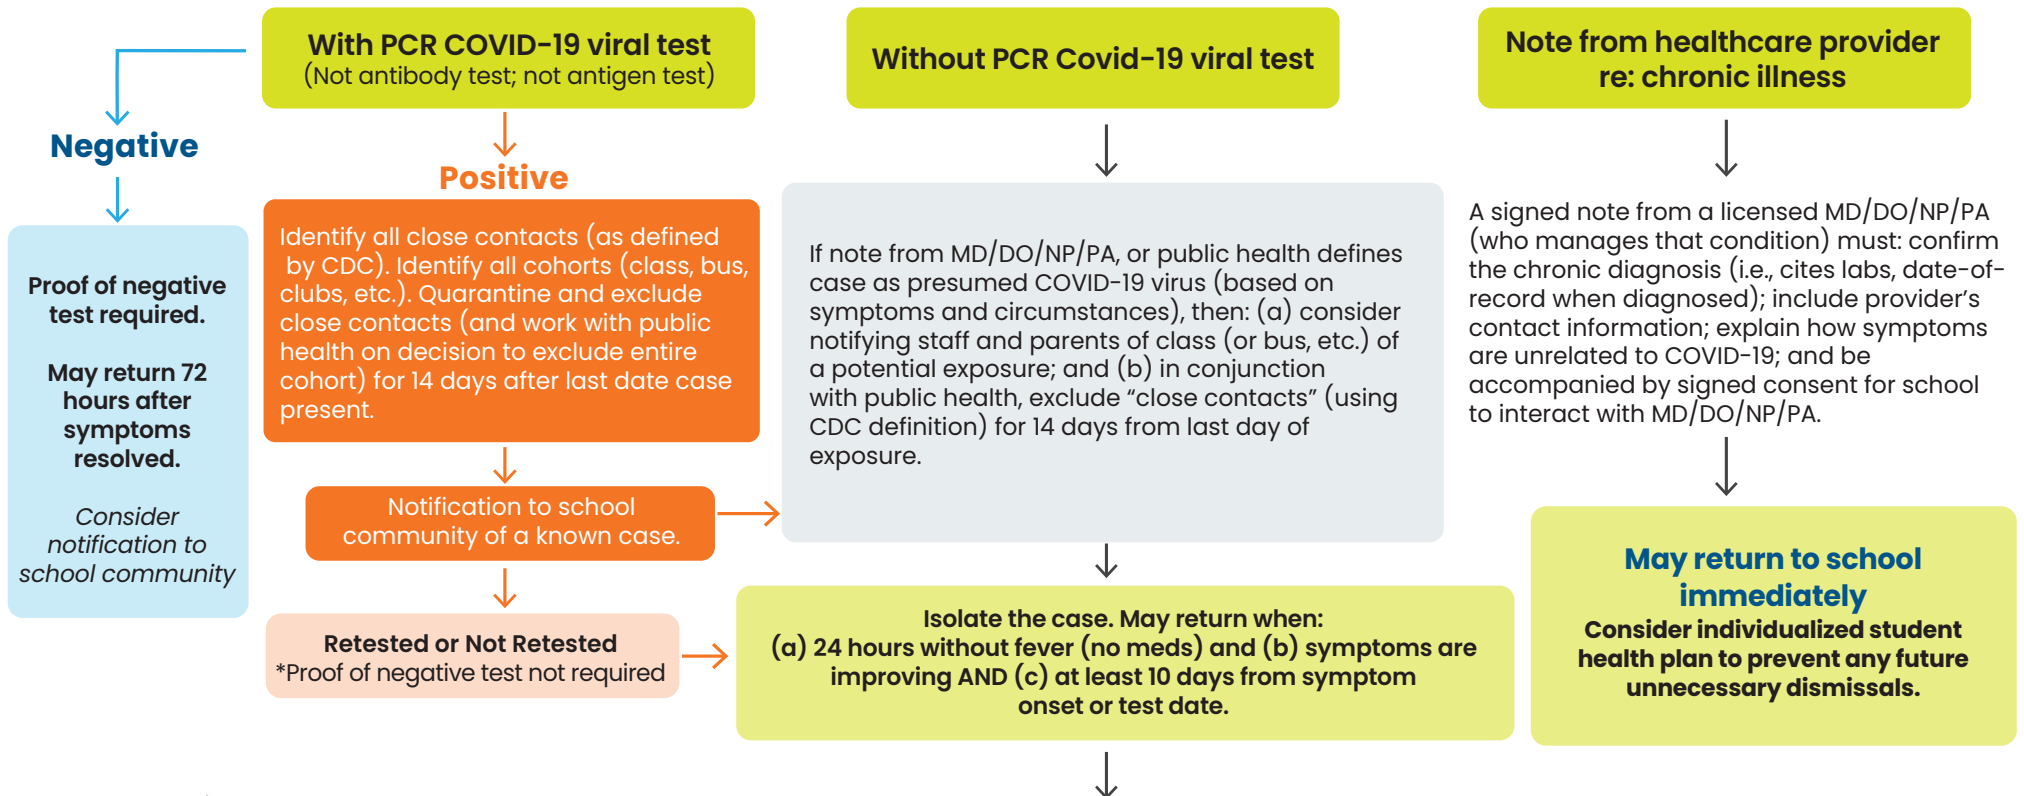 With PCR COVID-19 viral test
(Not antibody test; not antigen test)
Negative
Proof of negative
test required.
May return 72
hours after
symptoms
resolved.
Consider
notification to
school community
Positive
Identify all close contacts (as defined
by CDC). Identify all cohorts (class, bus,
clubs, etc.). Quarantine and exclude
close contacts (and work with public
health on decision to exclude entire
cohort) for 14 days after last date case
present.
Notification to school
community of a known case.
Retested or Not Retested
*Proof of negative test not required
Without PCR Covid-19 viral test
If note from MD/DO/NP/PA, or public health defines
case as presumed COVID-19 virus (based on
symptoms and circumstances), then: (a) consider
notifying staff and parents of class (or bus, etc.) of
a potential exposure; and (b) in conjunction
with public health, exclude “close contacts” (using
CDC definition) for 14 days from last day of
exposure.
Isolate the case. May return when:
(a) 24 hours without fever (no meds) and (b) symptoms are
improving AND (c) at least 10 days from symptom
onset or test date.
Note from healthcare provider
re: chronic illness
A signed note from a licensed MD/DO/NP/PA
(who manages that condition) must: confirm
the chronic diagnosis (i.e., cites labs, date-of-
record when diagnosed); include provider’s
contact information; explain how symptoms
are unrelated to COVID-19; and be
accompanied by signed consent for school
to interact with MD/DO/NP/PA.
May return to school
immediately
Consider individualized student
health plan to prevent any future
unnecessary dismissals.